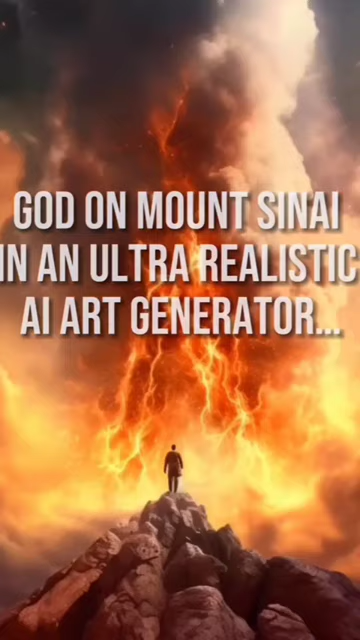 GOD ON MOUNT SINAI
IN AN ULTRA REALISTIC
AI ART GENERATOR...